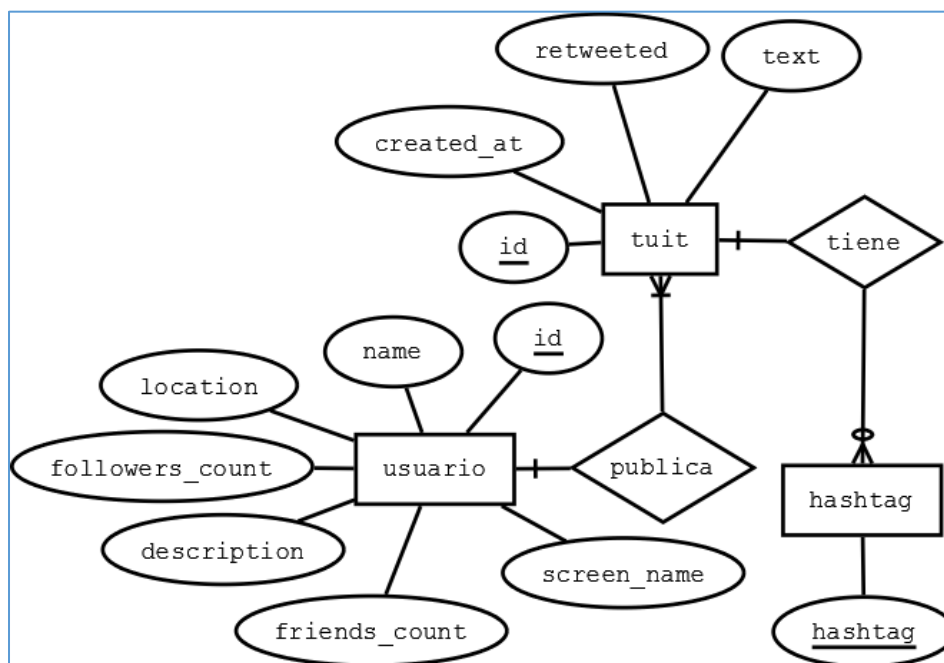 retweeted
text
created_at
tuit
tiene
id
name
id
location
followers_count
usuario
publica
hashtag
description
screen_name
friends_count
hashtag